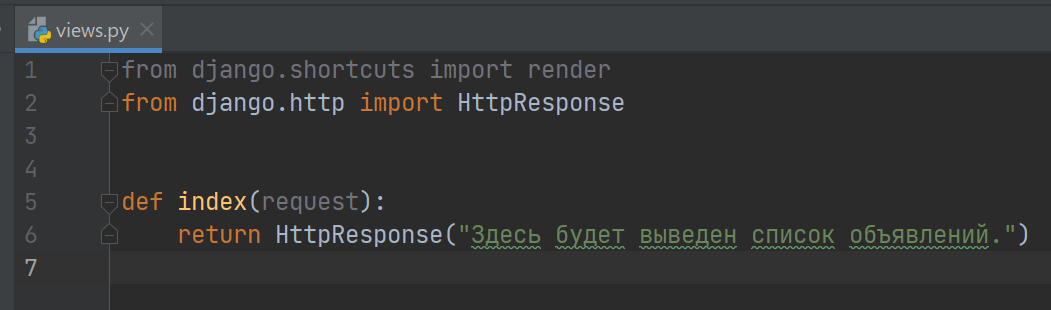 views.py
1 from django.shortcuts import render
2 from django.http import HttpResponse
3
4
5 def index(request):
6     return HttpResponse("Здесь будет выведен список объявлений.")
7